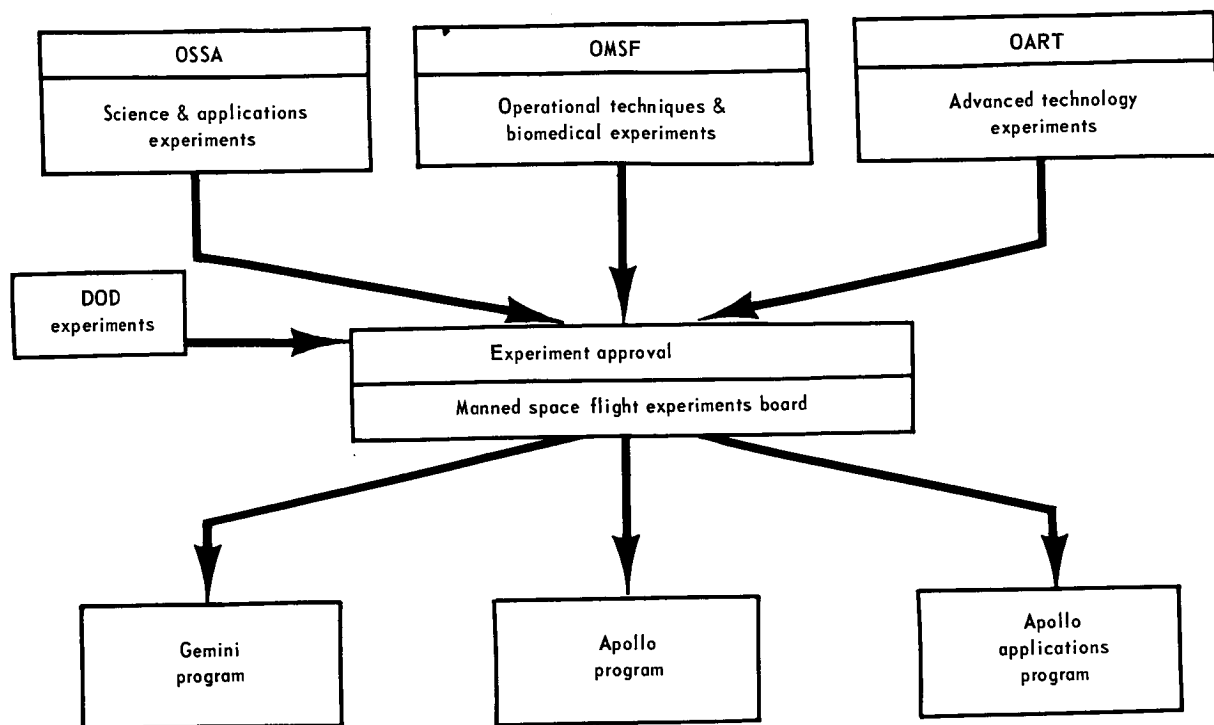 OSSA
Science & applications
experiments
OMSF
Operational techniques &
biomedical experiments
OART
Advanced technology
experiments
DOD
experiments
Experiment approval
Manned space flight experiments board
Gemini
program
Apollo
program
Apollo
applications
program